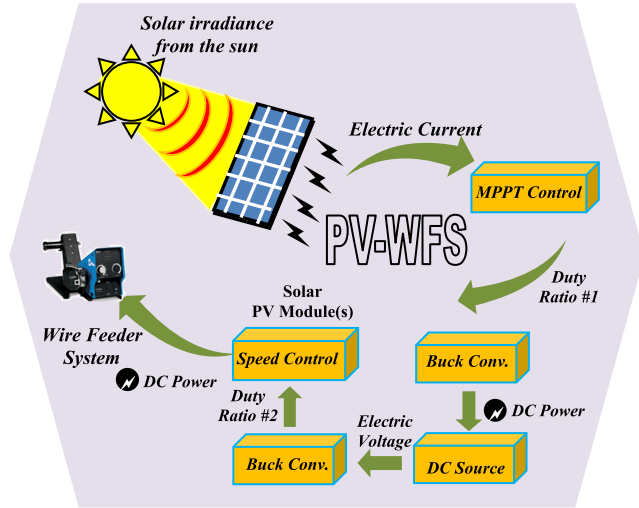 Solar irradiance
from the sun
Electric Current
MPPT Control
PV-WFS
Duty
Ratio #1
Solar
PV Module(s)
Wire Feeder
System
Speed Control
Buck Conv.
DC Power
Duty
Ratio #2
DC Power
Electric
Voltage
Buck Conv.
DC Source